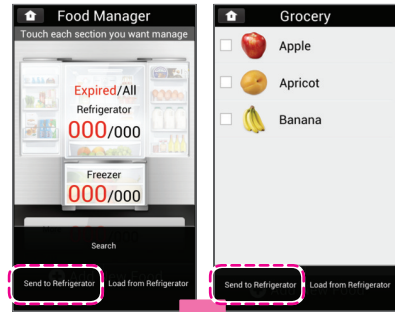 Food Manager
Touch each section you want manage
Expired/All
Refrigerator
000/000
Freezer
000/000
Search
Send to Refrigerator
Load from Refrigerator
Grocery
Apple
Apricot
Banana
Send to Refrigerator
Load from Refrigerator